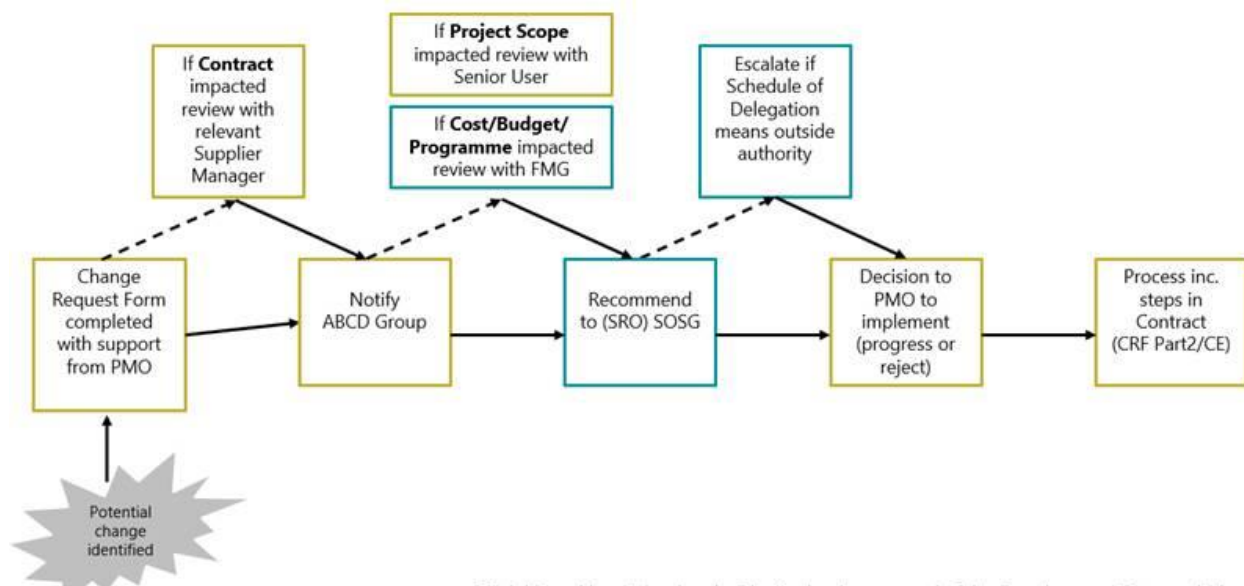 If Contract
impacted
review with
relevant
Supplier
Manager
If Project Scope
impacted review with
Senior User
If Cost/Budget/
Programme impacted
review with FMG
Escalate if
Schedule of
Delegation
means outside
authority
Change
Request Form
completed
with support
from PMO
Notify
ABCD Group
Recommend
to (SRO) SOSG
Decision to
PMO to
implement
(progress or
reject)
Process inc.
steps in
Contract
(CRF Part2/CE)
Potential
change
identified